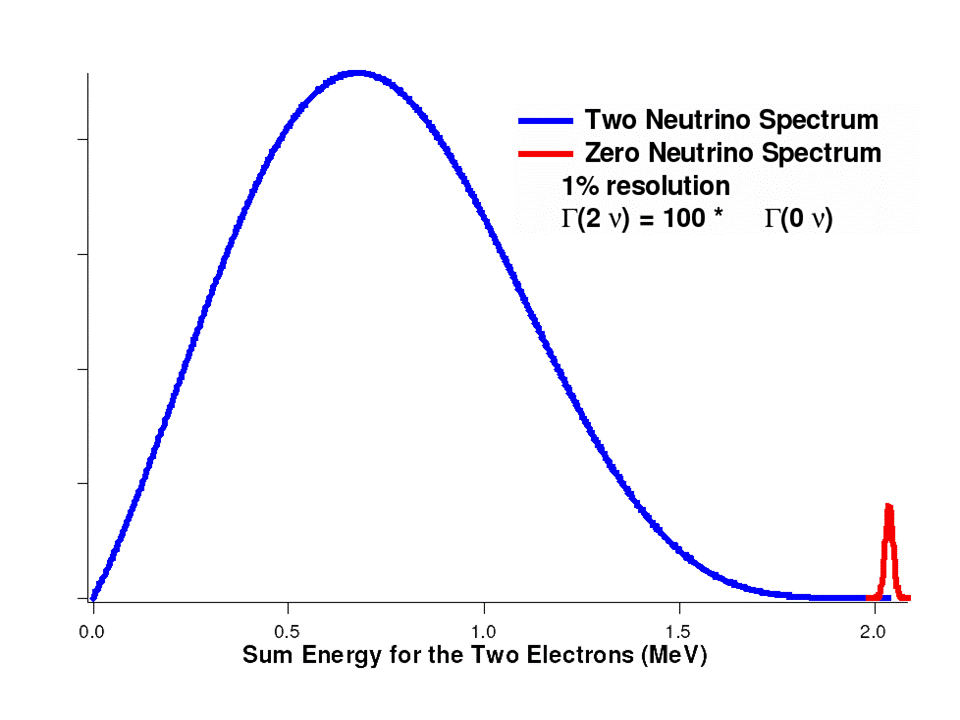 Two Neutrino Spectrum
Zero Neutrino Spectrum
1% resolution
Γ(2 ν) = 100 * Γ(0 ν)
0.0 0.5 1.0 1.5 2.0
Sum Energy for the Two Electrons (MeV)